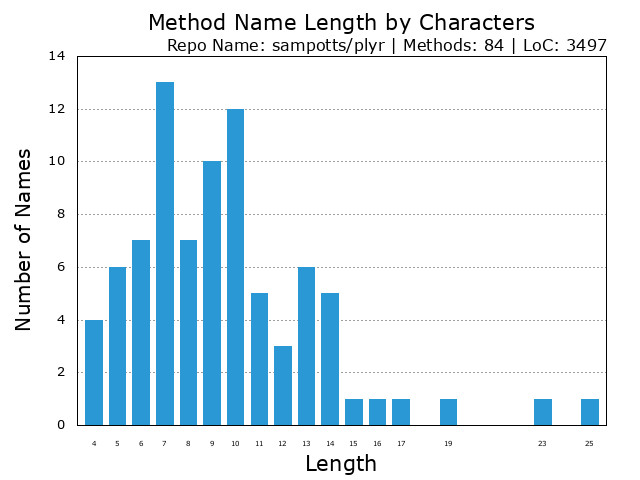 Method Name Length by Characters
Repo Name: sampotts/plyr | Methods: 84 | LoC: 3497
14
12
10
8
6
4
2
0
Number of Names
4 5 6 7 8 9 10 11 12 13 14 15 16 17 19 23 25
Length